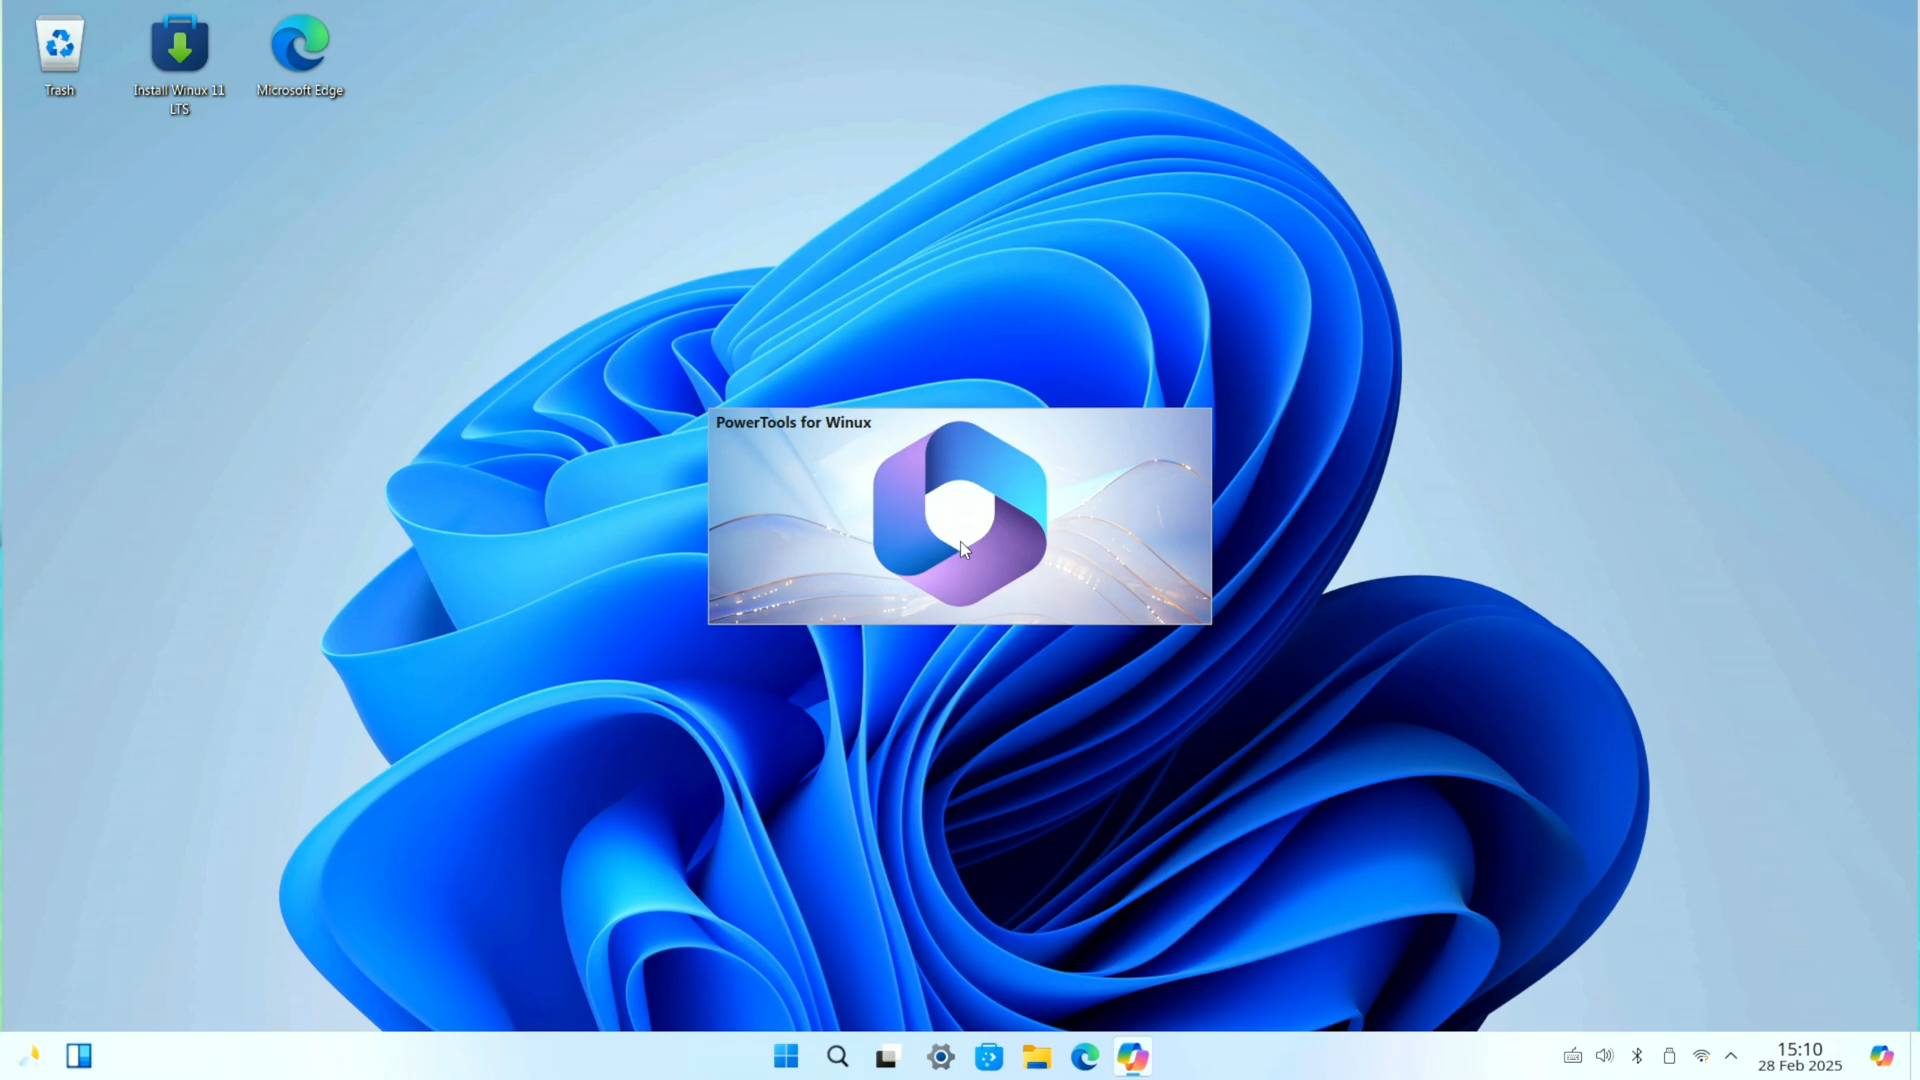 Trash
Install Winux 11
LTS
Microsoft Edge
PowerTools for Winux
15:10
28 Feb 2025